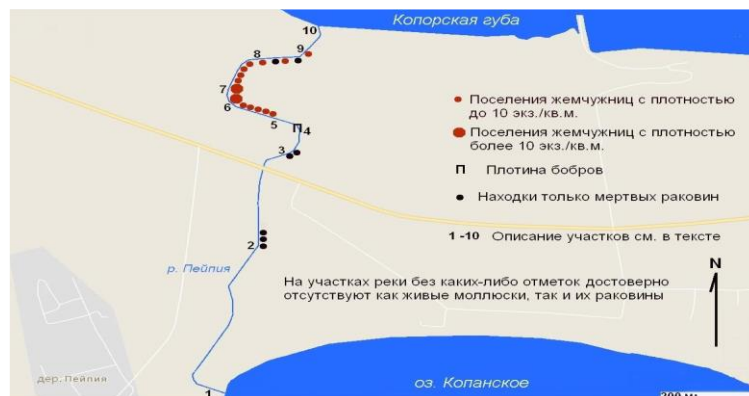 Копорская губа
10
9
8
7
6
5
4
П
3
2
1
Поселения жемчужниц с плотностью
до 10 экз./кв.м.
Поселения жемчужниц с плотностью
более 10 экз./кв.м.
П Плотина бобров
Находки только мертвых раковин
1 -10 Описание участков см. в тексте
р. Пейпия
На участках реки без каких-либо отметок достоверно
отсутствуют как живые моллюски, так и их раковины
N
дер. Пейпия
оз. Копанское